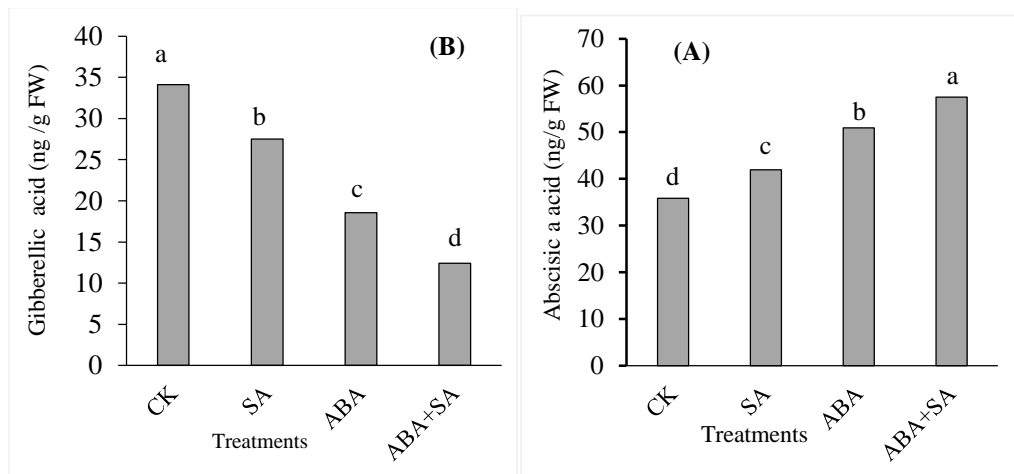 (B)
Gibberellic acid (ng /g FW)
40
35
30
25
20
15
10
5
0
a
b
c
d
CK
SA
ABA
ABA+SA
Treatments
(A)
Abscisic a acid (ng/g FW)
70
60
50
40
30
20
10
0
d
c
b
a
CK
SA
ABA
ABA+SA
Treatments